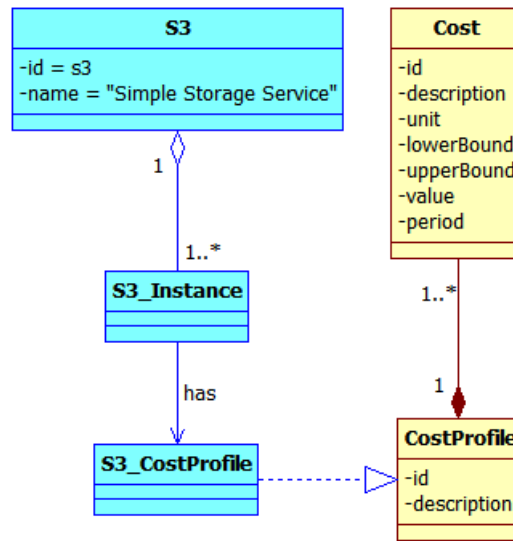 S3
-id = s3
-name = "Simple Storage Service"
1
1..*
S3_Instance
has
S3_CostProfile
Cost
-id
-description
-unit
-lowerBound
-upperBound
-value
-period
1..*
1
CostProfile
-id
-description